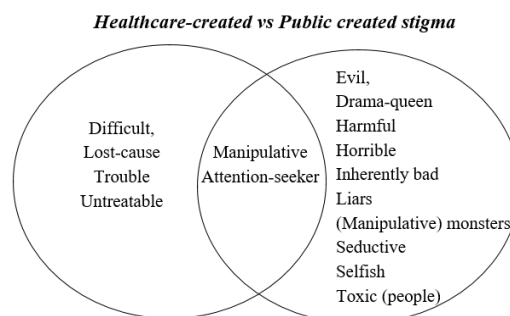 Healthcare-created vs Public created stigma
Difficult,
Lost-cause
Trouble
Untreatable
Manipulative
Attention-seeker
Evil,
Drama-queen
Harmful
Horrible
Inherently bad
Liars
(Manipulative) monsters
Seductive
Selfish
Toxic (people)